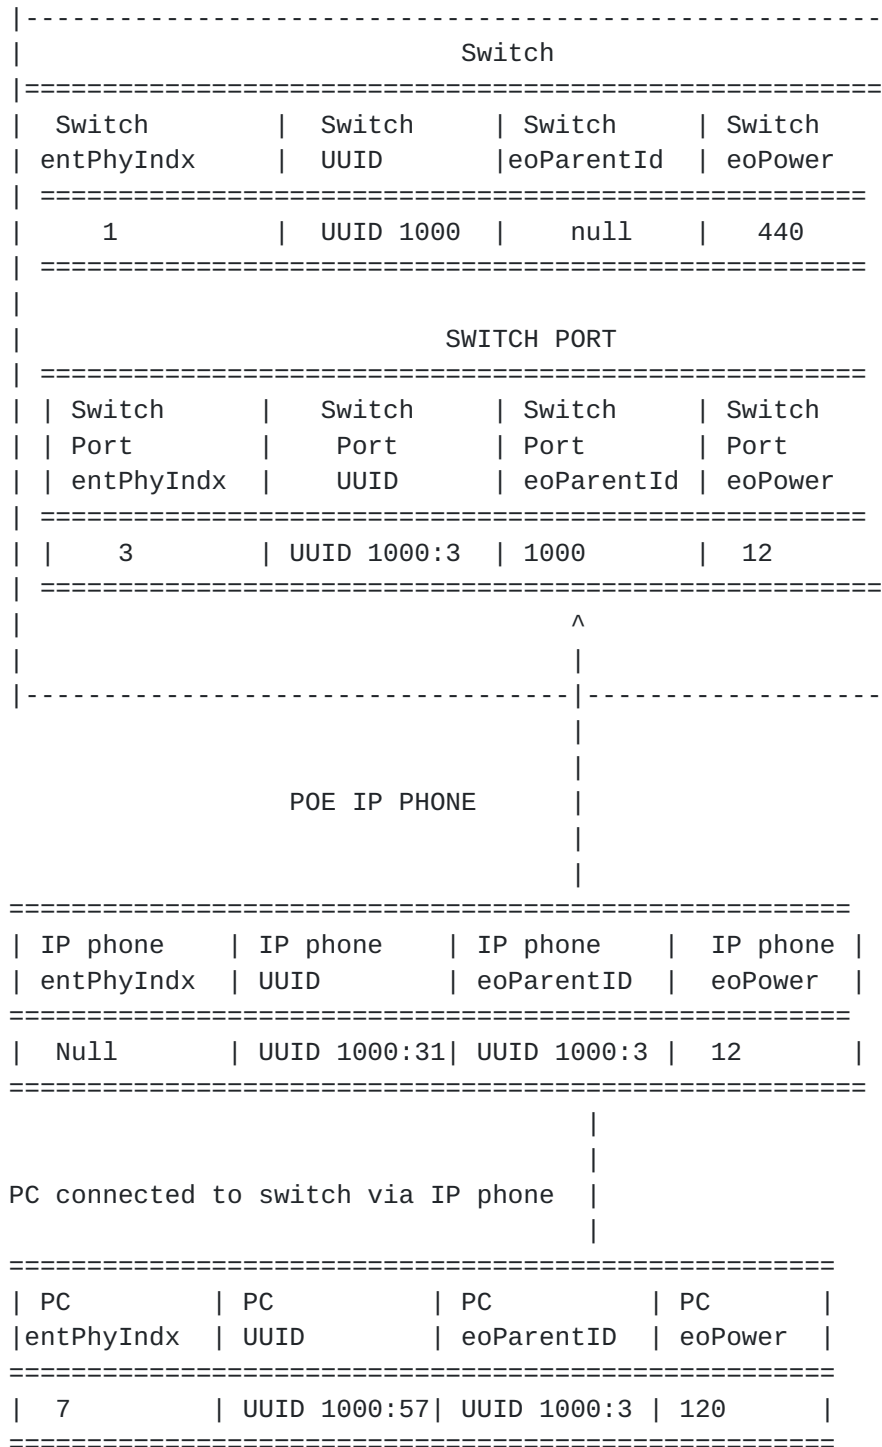 |-------------------------------------------------------
|                            Switch
|=======================================================
|  Switch        |  Switch     | Switch     | Switch
| entPhyIndx     |  UUID       |eoParentId  | eoPower
| =====================================================
|     1          |  UUID 1000  |    null    |   440
| =====================================================
|
|                           SWITCH PORT
| =====================================================
| | Switch      |   Switch     | Switch     | Switch
| | Port        |    Port      | Port       | Port
| | entPhyIndx  |    UUID      | eoParentId | eoPower
| =====================================================
| |    3        | UUID 1000:3  | 1000       |  12
| ======================================================
|                                   ^
|                                   |
|-----------------------------------|-------------------
                                    |
                                    |
                  POE IP PHONE      |
                                    |
                                    |
======================================================
| IP phone    | IP phone    | IP phone    |  IP phone |
| entPhyIndx  | UUID        | eoParentID  |  eoPower  |
======================================================
|  Null       | UUID 1000:31| UUID 1000:3 |  12       |
=======================================================
                                     |
                                     |
PC connected to switch via IP phone  |
                                     |
=====================================================
| PC         | PC           | PC         | PC       |
|entPhyIndx  | UUID         | eoParentID | eoPower  |
=====================================================
|  7         | UUID 1000:57| UUID 1000:3 | 120      |
=====================================================